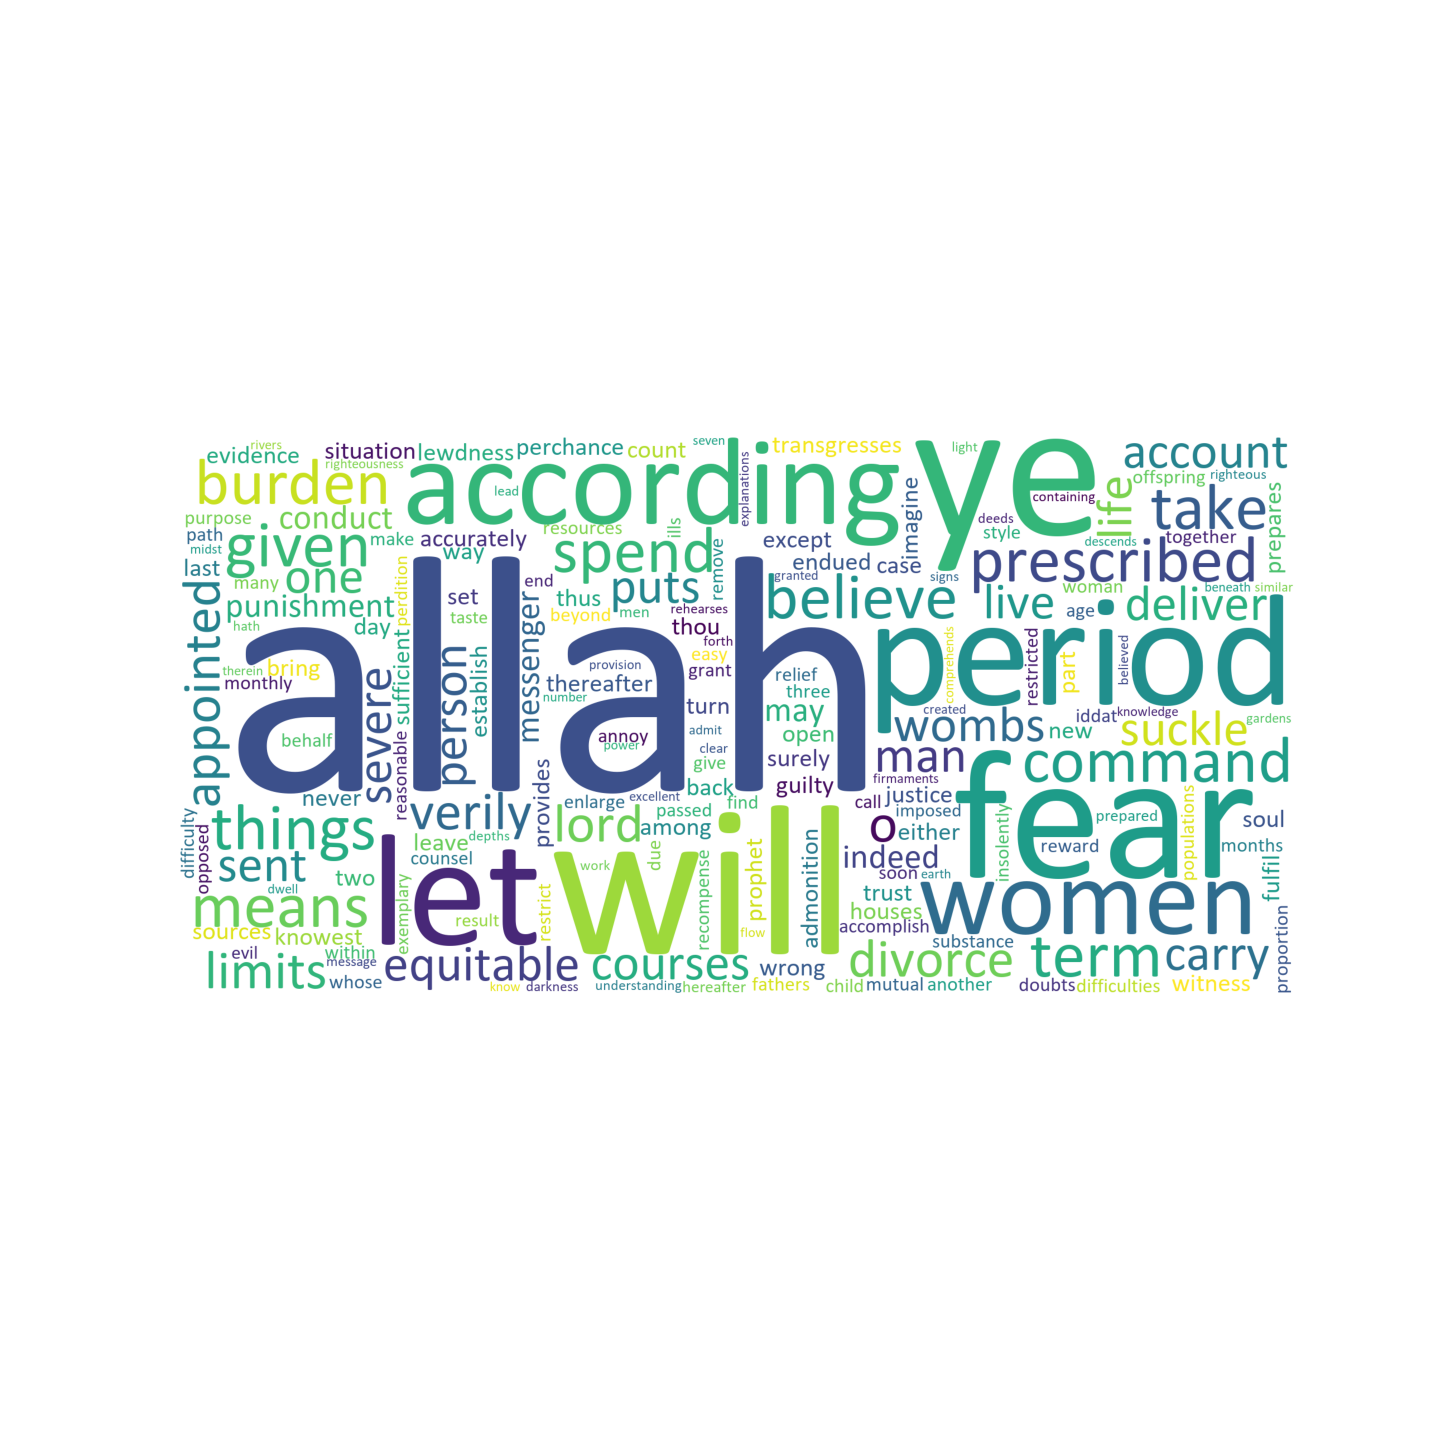 allah
will
fear
period
ye
according
let
women
evidence
rivers
situation
righteousness
lewdness
perchance
count
seven
transgresses
light
account
burden
lead
explanations
containing
offspring
righteous
life
take
purpose
conduct
resources
ills
imagine
deeds
style
descends
together
prepares
path
midst
given
make
accurately
way
spend
remove
except
endued
case
prescribed
last
many
one
perdition
end
puts
granted
signs
woman
beneath
similar
appointed
punishment
set
taste
thus
beyond
men
rehearses
believe
live
age
deliver
hath
day
sufficient
messenger
thou
forth
comprehends
restricted
part
believed
therein
bring
monthly
severe
person
establish
thereafter
provision
easy
grant
relief
three
number
turn
may
created
iddat
knowledge
gardens
behalf
annoy
power
admit
open
wombs
new
suckle
reasonable
clear
give
surely
man
command
never
provides
enlarge
excellent
back
guilty
firmaments
call
justice
imposed
difficulty
opposed
things
verily
lord
passed
find
among
o
either
insolently
prepared
populations
soul
leave
depths
counsel
due
prophet
admonition
indeed
soon
earth
reward
months
sent
two
dwell
work
trust
fulfil
means
exemplary
result
restrict
recompense
houses
accomplish
sources
knowest
flow
substance
proportion
evil
within
message
limits
whose
equitable
know
darkness
courses
understanding
hereafter
wrong
fathers
divorce
child
mutual
another
term
doubts
difficulties
carry
witness